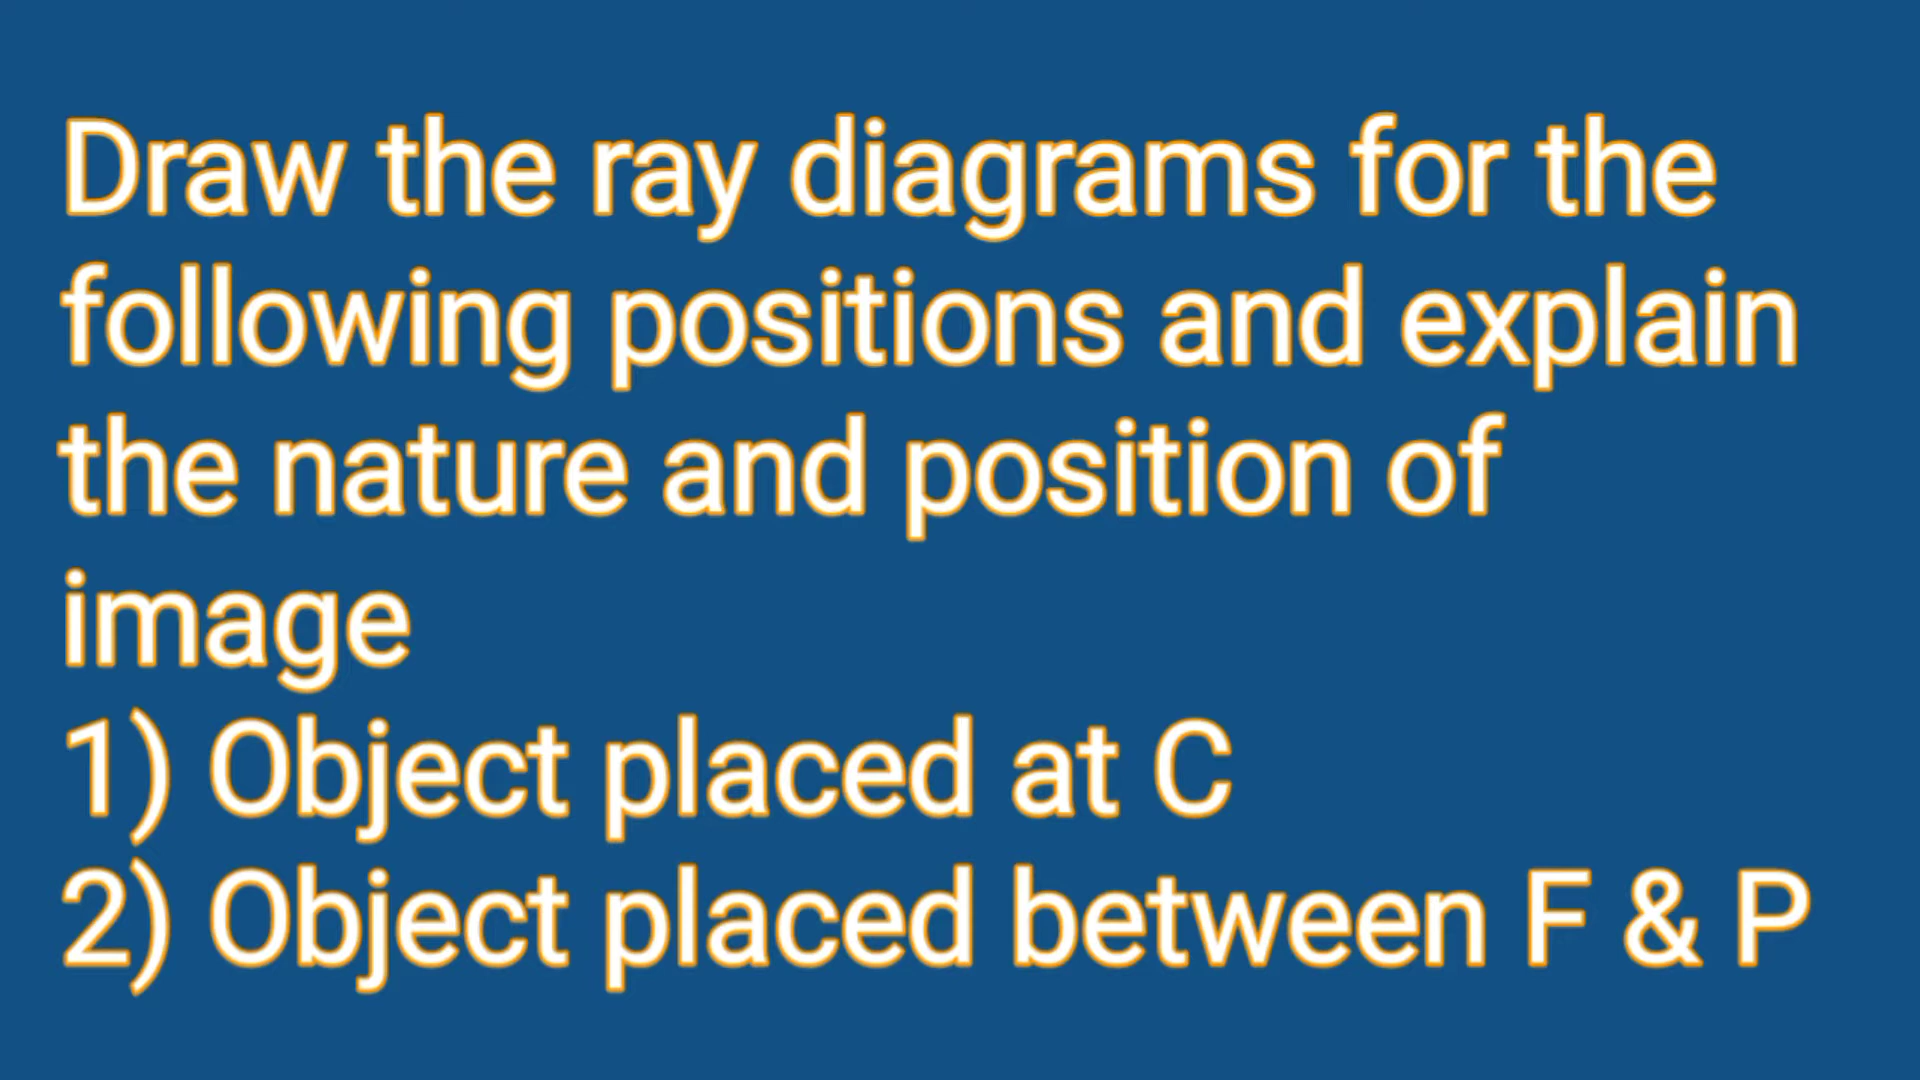 Draw the ray diagrams for the
following positions and explain
the nature and position of
image
1) Object placed at C
2) Object placed between F & P